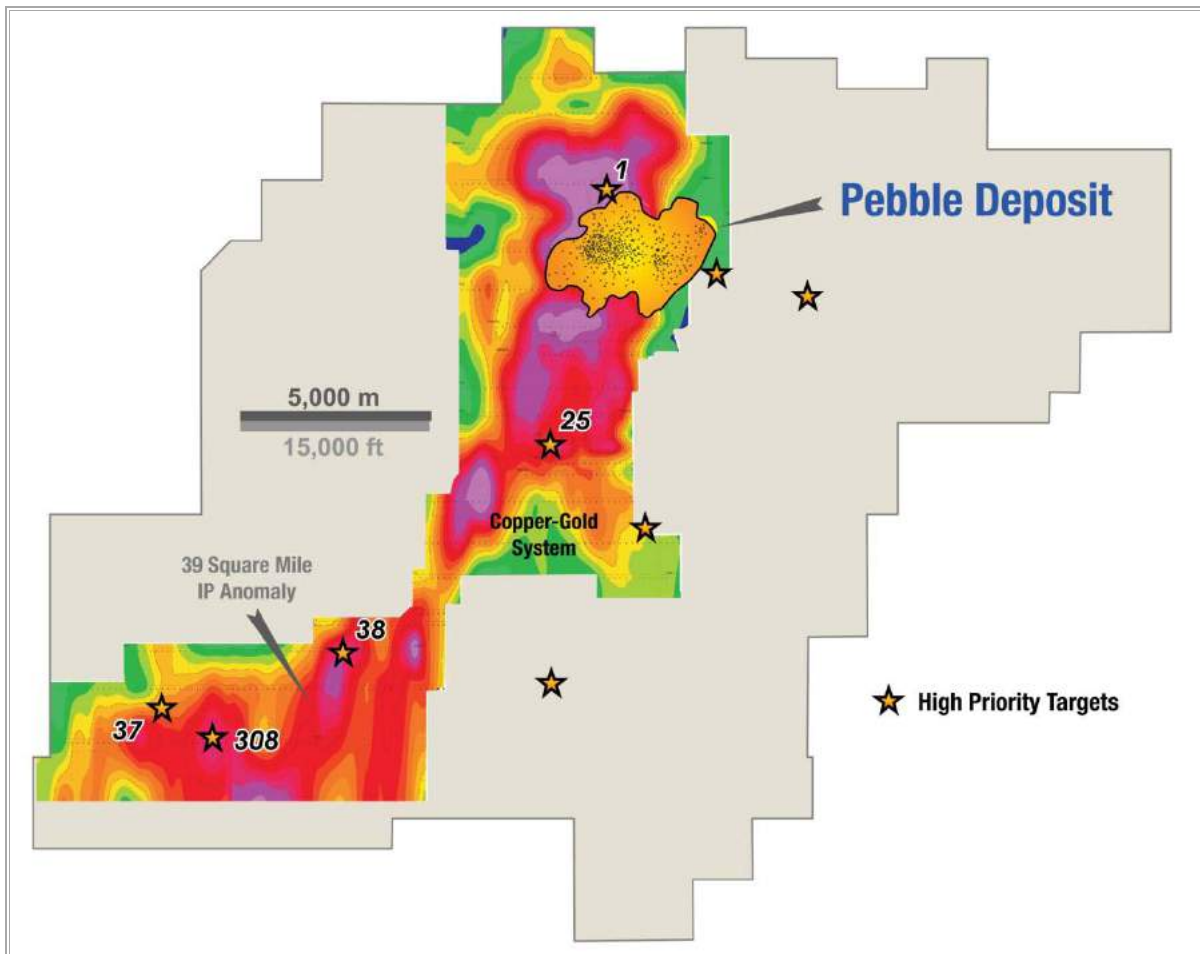 1
Pebble Deposit
5,000 m
15,000 ft
25
Copper-Gold
System
39 Square Mile
IP Anomaly
38
37
308
High Priority Targets